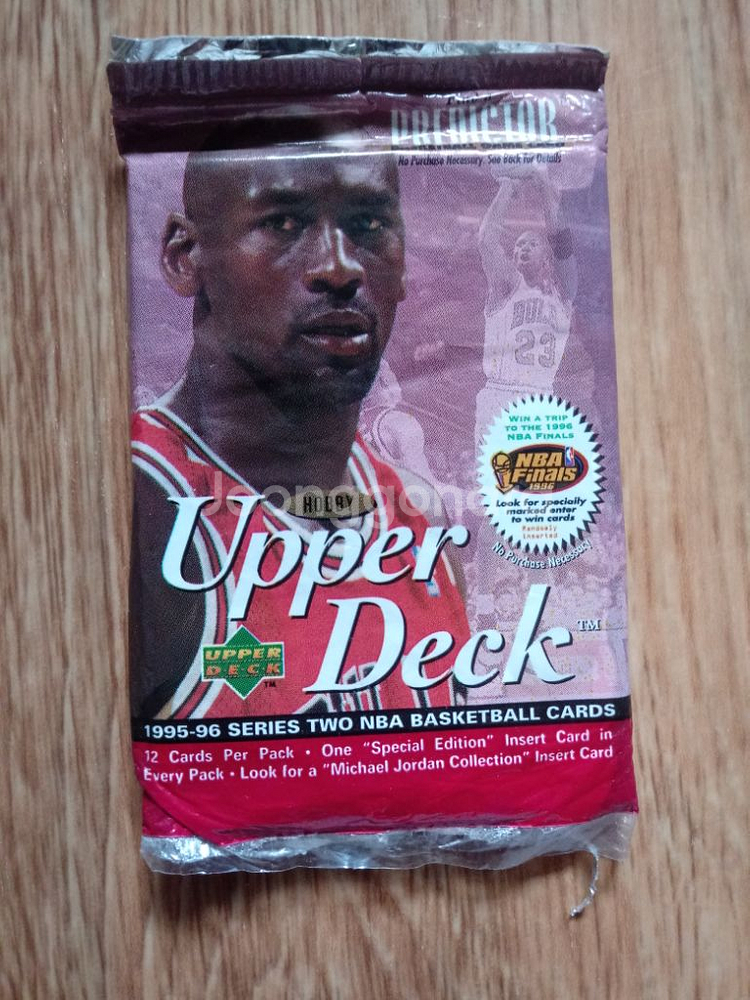 PREDICTOR
No Purchase Necessary. See Back For Details
BULLS
23
WIN A TRIP
TO THE 1996
NBA FINALS
NBA
Finals
1996
Look for specially
marked enter
to win cards
Randomly
Inserted
No Purchase Necessary
Joonggona
HOBBY
Upper
Deck™
UPPER
DECK
™
1995-96 SERIES TWO NBA BASKETBALL CARDS
12 Cards Per Pack • One "Special Edition" Insert Card in
Every Pack • Look for a "Michael Jordan Collection" Insert Card